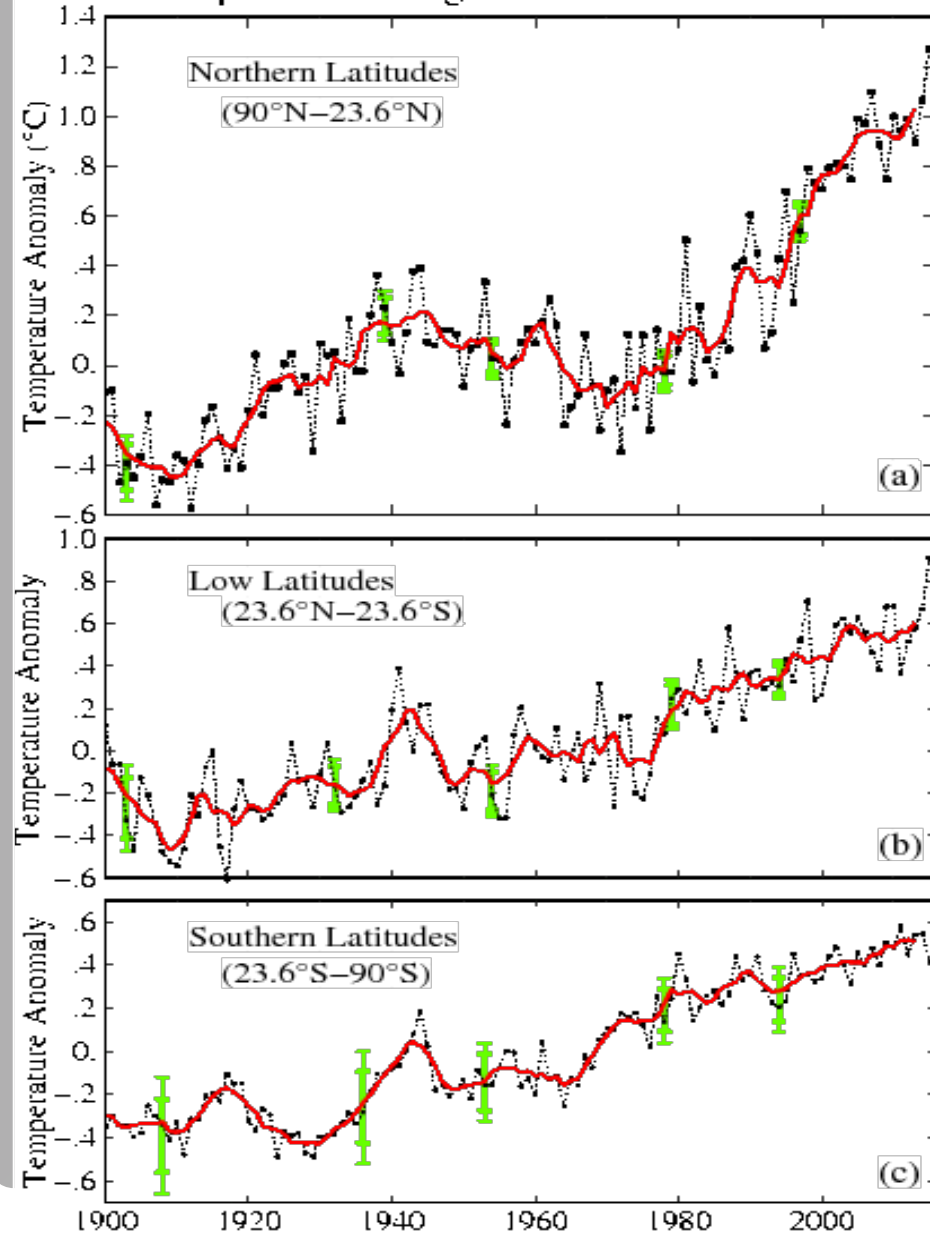 1.4
1.2
1.0
.8
.6
.4
.2
0.
−.2
−.4
−.6
Temperature Anomaly (°C)
Northern Latitudes
(90°N−23.6°N)
(a)
1.0
.8
.6
.4
.2
0.
−.2
−.4
−.6
Temperature Anomaly
Low Latitudes
(23.6°N−23.6°S)
(b)
.6
.4
.2
0.
−.2
−.4
−.6
Temperature Anomaly
Southern Latitudes
(23.6°S−90°S)
(c)
1900 1920 1940 1960 1980 2000